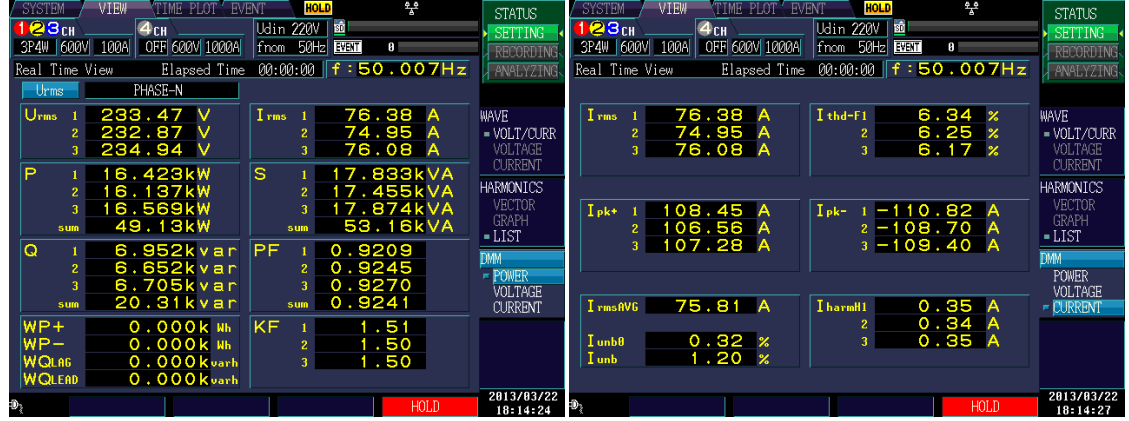 SYSTEM VIEW TIME PLOT EVENT HOLD
123CH 4CH Udin 220V SD
3P4W 600V 100A OFF 600V 1000A fnom 50Hz EVENT 0
Real Time View Elapsed Time 00:00:00 f:50.007Hz
Urms PHASE-N
Urms 1 233.47 V Irms 1 76.38 A
2 232.87 V 2 74.95 A
3 234.94 V 3 76.08 A
P 1 16.423kW S 1 17.833kVA
2 16.137kW 2 17.455kVA
3 16.569kW 3 17.874kVA
sum 49.13kW sum 53.16kVA
Q 1 6.952kvar PF 1 0.9209
2 6.652kvar 2 0.9245
3 6.705kvar 3 0.9270
sum 20.31kvar sum 0.9241
WP+ 0.000k Wh KF 1 1.51
WP- 0.000k Wh 2 1.50
WQLAG 0.000kvarh 3 1.50
WQLEAD 0.000kvarh
HOLD
STATUS
SETTING
RECORDING
ANALYZING
WAVE
VOLT/CURR
VOLTAGE
CURRENT
HARMONICS
VECTOR
GRAPH
LIST
DMM
POWER
VOLTAGE
CURRENT
2013/03/22
18:14:24
SYSTEM VIEW TIME PLOT EVENT HOLD
123CH 4CH Udin 220V SD
3P4W 600V 100A OFF 600V 1000A fnom 50Hz EVENT 0
Real Time View Elapsed Time 00:00:00 f:50.007Hz
Irms 1 76.38 A Ithd-F1 6.34 %
2 74.95 A 2 6.25 %
3 76.08 A 3 6.17 %
Ipk+ 1 108.45 A Ipk- 1 -110.82 A
2 106.56 A 2 -108.70 A
3 107.28 A 3 -109.40 A
IrmsAVG 75.81 A IharmH1 0.35 A
2 0.34 A
Iunb0 0.32 % 3 0.35 A
Iunb 1.20 %
HOLD
STATUS
SETTING
RECORDING
ANALYZING
WAVE
VOLT/CURR
VOLTAGE
CURRENT
HARMONICS
VECTOR
GRAPH
LIST
DMM
POWER
VOLTAGE
CURRENT
2013/03/22
18:14:27